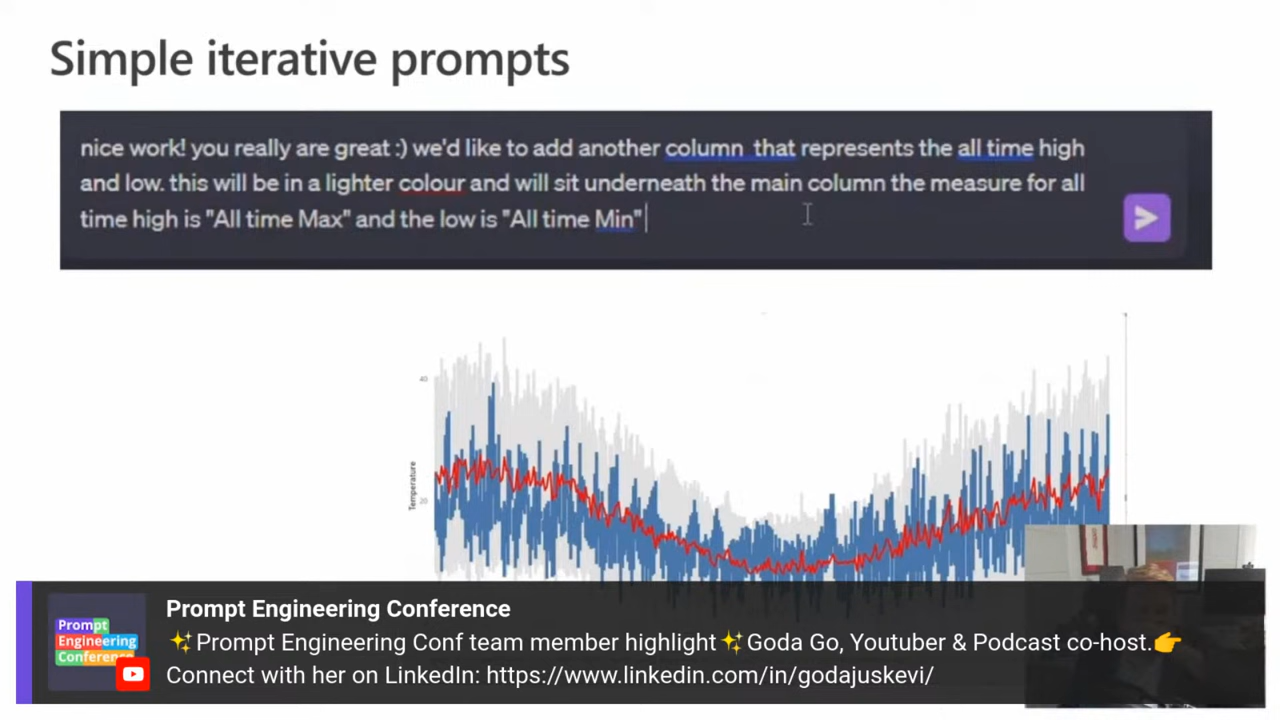 Simple iterative prompts
nice work! you really are great :) we'd like to add another column  that represents the all time high
and low. this will be in a lighter colour and will sit underneath the main column the measure for all
time high is "All time Max" and the low is "All time Min"
40
Temperature
20
Prompt Engineering Conference
✨Prompt Engineering Conf team member highlight✨Goda Go, Youtuber & Podcast co-host.👉
Connect with her on LinkedIn: https://www.linkedin.com/in/godajuskevi/
Prompt
Engineering
Conference